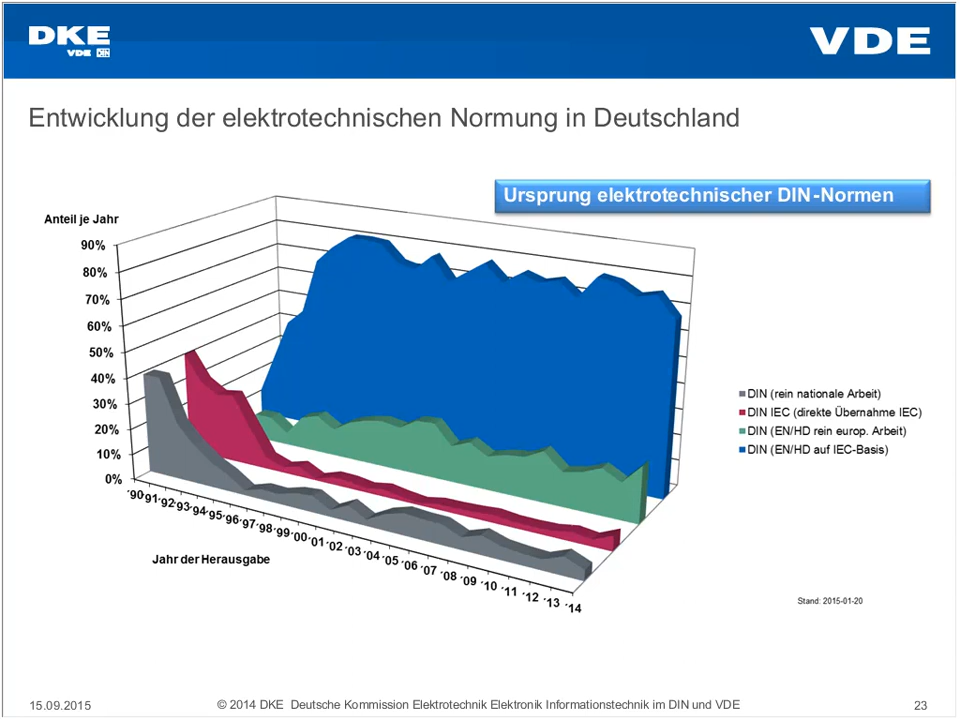 DKE
VDE DIN
VDE
Entwicklung der elektrotechnischen Normung in Deutschland
Ursprung elektrotechnischer DIN-Normen
Anteil je Jahr
90%
80%
70%
60%
50%
40%
30%
20%
10%
0%
'90 '91 '92 '93 '94 '95 '96 '97 '98 '99 '00 '01 '02 '03 '04 '05 '06 '07 '08 '09 '10 '11 '12 '13 '14
Jahr der Herausgabe
DIN (rein nationale Arbeit)
DIN IEC (direkte Übernahme IEC)
DIN (EN/HD rein europ. Arbeit)
DIN (EN/HD auf IEC-Basis)
Stand: 2015-01-20
15.09.2015
© 2014 DKE Deutsche Kommission Elektrotechnik Elektronik Informationstechnik im DIN und VDE
23